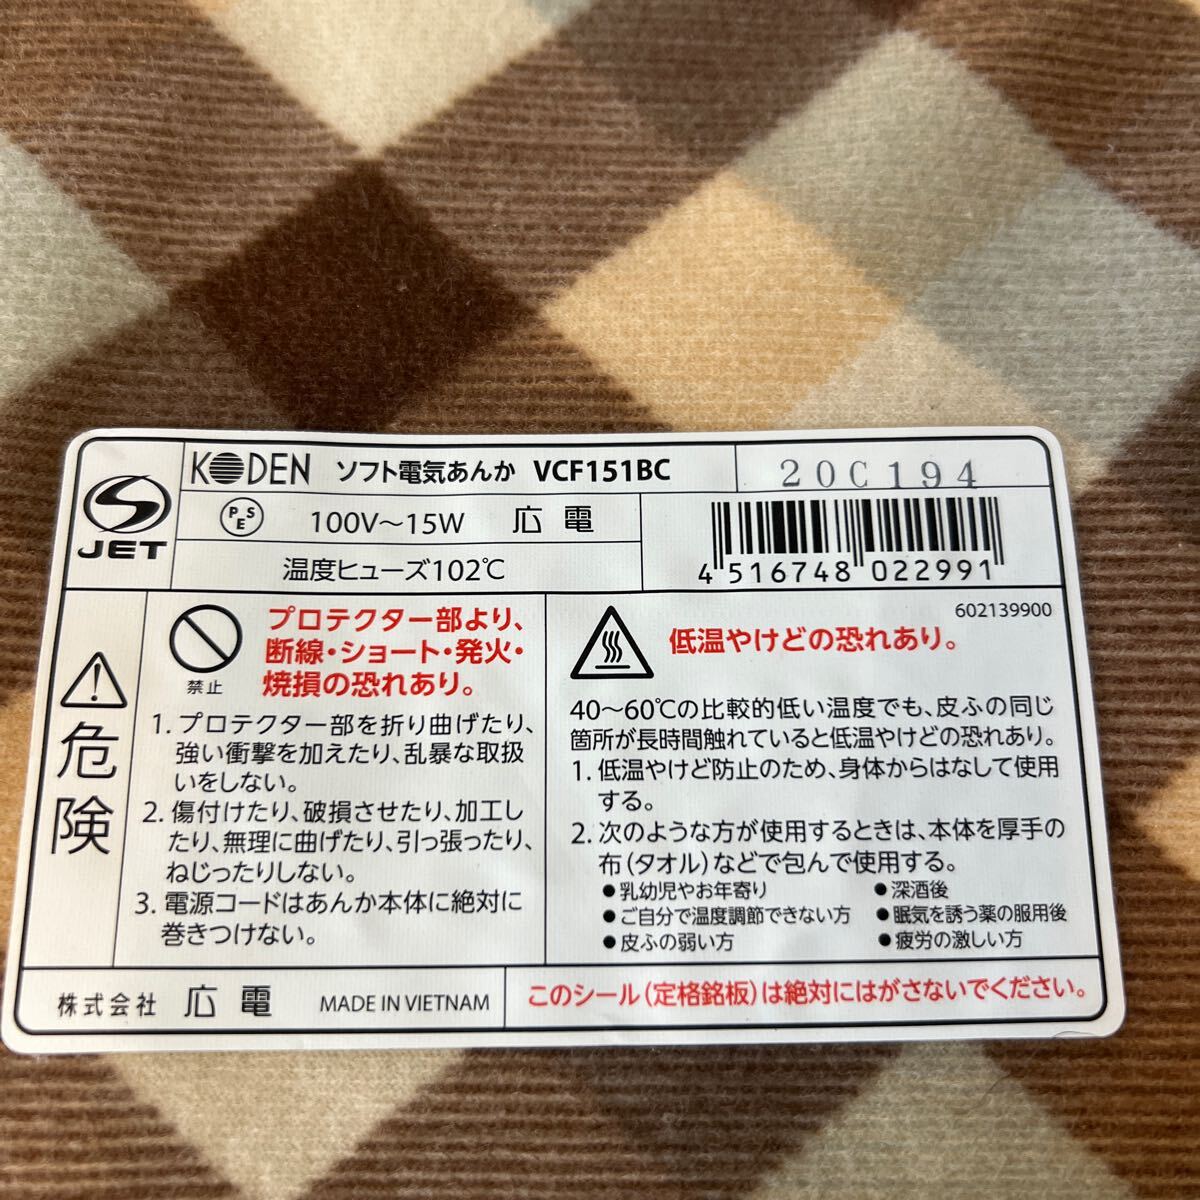 JET
KODEN ソフト電気あんか VCF151BC
20C194
PSE 100V～15W 広電
温度ヒューズ102℃
4 516748 022991
602139900
危険
禁止
プロテクター部より、
断線・ショート・発火・
焼損の恐れあり。
1. プロテクター部を折り曲げたり、
強い衝撃を加えたり、乱暴な取扱
いをしない。
2. 傷付けたり、破損させたり、加工し
たり、無理に曲げたり、引っ張ったり、
ねじったりしない。
3. 電源コードはあんか本体に絶対に
巻きつけない。
低温やけどの恐れあり。
40～60℃の比較的低い温度でも、皮ふの同じ
箇所が長時間触れていると低温やけどの恐れあり。
1. 低温やけど防止のため、身体からはなして使用
する。
2. 次のような方が使用するときは、本体を厚手の
布（タオル）などで包んで使用する。
●乳幼児やお年寄り ●深酒後
●ご自分で温度調節できない方 ●眠気を誘う薬の服用後
●皮ふの弱い方 ●疲労の激しい方
株式会社 広電 MADE IN VIETNAM
このシール（定格銘板）は絶対にはがさないでください。